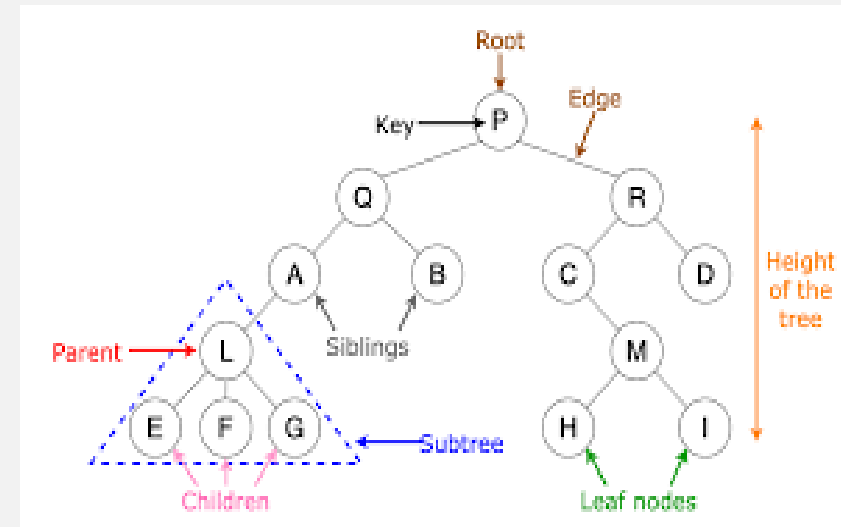 Root
Edge
Key
P
Q
R
A
B
C
D
Height
of the
tree
Siblings
Parent
L
M
E
F
G
H
I
Subtree
Children
Leaf nodes